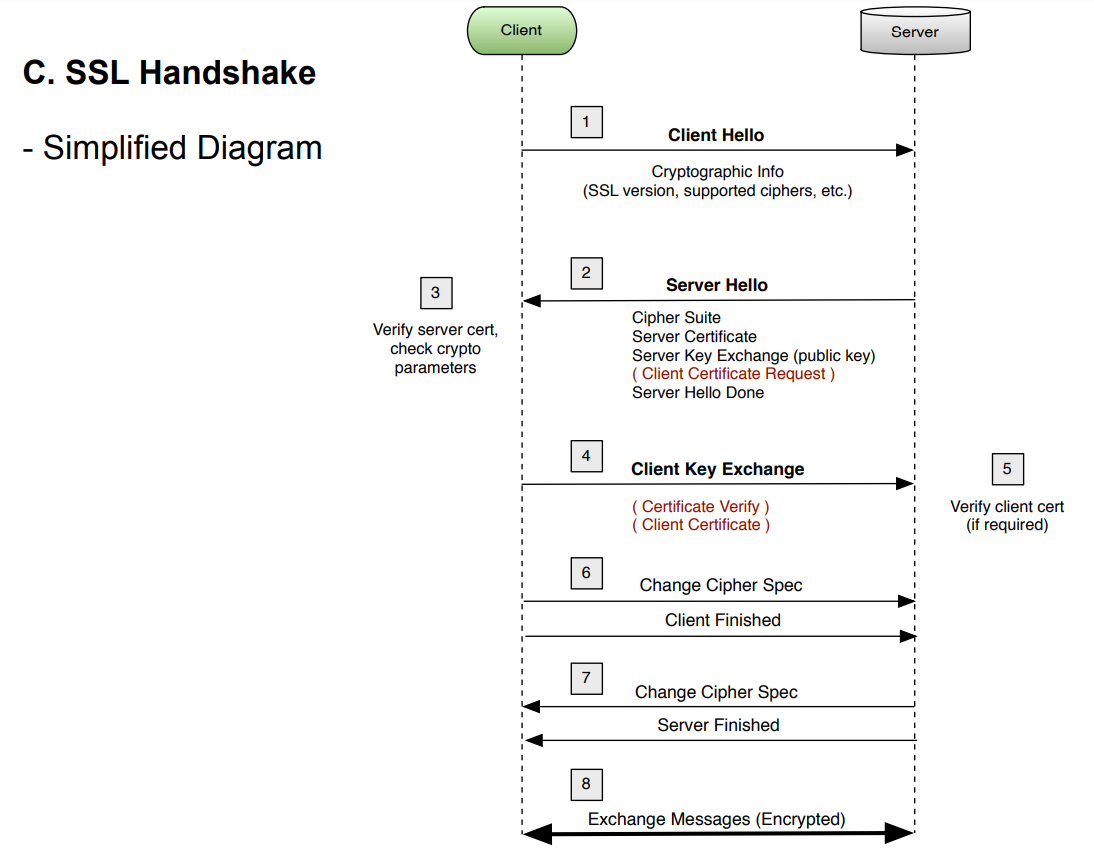 Client
Server
C. SSL Handshake
- Simplified Diagram
1
Client Hello
Cryptographic Info
(SSL version, supported ciphers, etc.)
2
Server Hello
Cipher Suite
Server Certificate
Server Key Exchange (public key)
( Client Certificate Request )
Server Hello Done
3
Verify server cert,
check crypto
parameters
4
Client Key Exchange
( Certificate Verify )
( Client Certificate )
5
Verify client cert
(if required)
6
Change Cipher Spec
Client Finished
7
Change Cipher Spec
Server Finished
8
Exchange Messages (Encrypted)